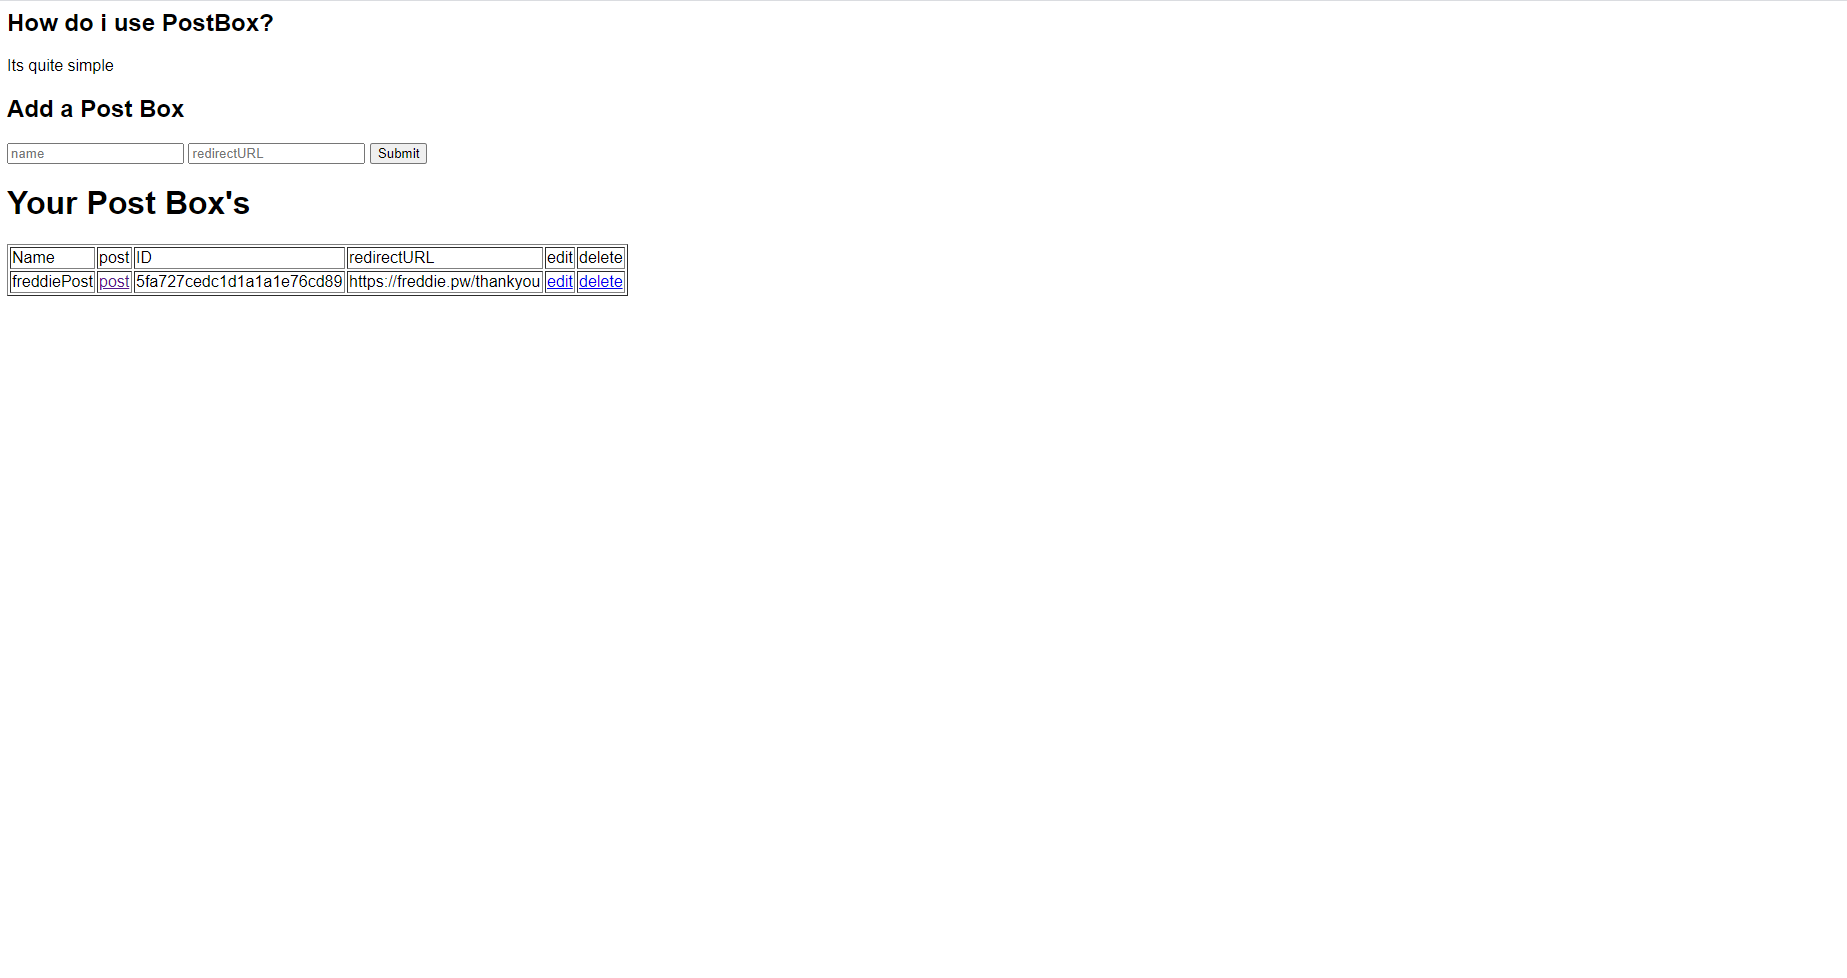 How do i use PostBox?
Its quite simple
Add a Post Box
name redirectURL Submit
Your Post Box's
Name post ID redirectURL edit delete
freddiePost post 5fa727cedc1d1a1a1e76cd89 https://freddie.pw/thankyou edit delete